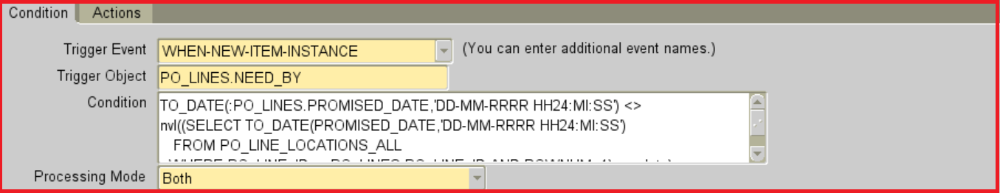 Condition Actions
Trigger Event WHEN-NEW-ITEM-INSTANCE (You can enter additional event names.)
Trigger Object PO_LINES.NEED_BY
Condition TO_DATE(:PO_LINES.PROMISED_DATE,'DD-MM-RRRR HH24:MI:SS') <>
nvl((SELECT TO_DATE(PROMISED_DATE,'DD-MM-RRRR HH24:MI:SS')
FROM PO_LINE_LOCATIONS_ALL
Processing Mode Both